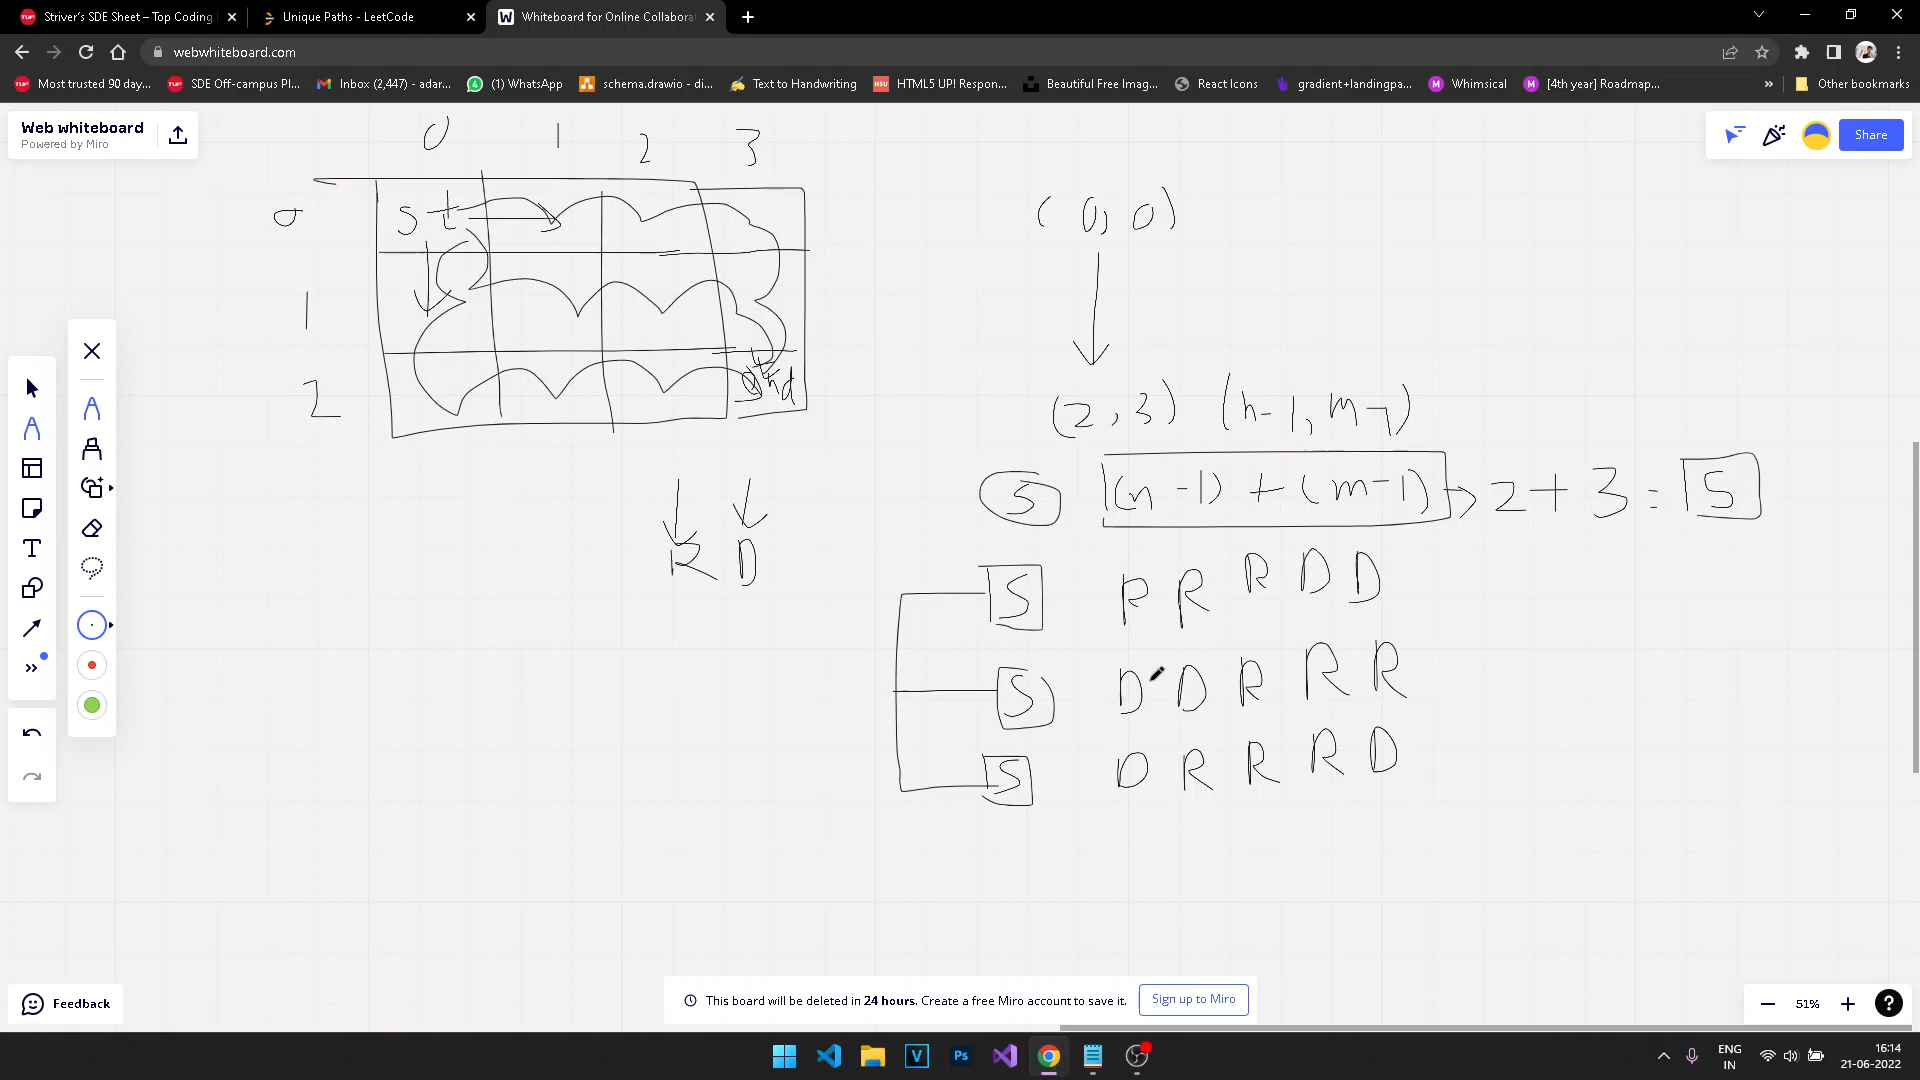 Striver's SDE Sheet – Top Coding
Unique Paths - LeetCode
Whiteboard for Online Collabora
webwhiteboard.com
Most trusted 90 day...
SDE Off-campus Pl...
Inbox (2,447) - adar...
(1) WhatsApp
schema.drawio - di...
Text to Handwriting
HTML5 UP! Respon...
Beautiful Free Imag...
React Icons
gradient+landingpa...
Whimsical
[4th year] Roadmap...
Other bookmarks
Web whiteboard
Powered by Miro
Share
0 1 2 3
0 st
1
2 end
(0, 0)
(2, 3) (n-1, m-1)
5 (n-1) + (m-1) → 2 + 3 = 5
R D
5 R R R D D
5 D D R R R
5 D R R R D
This board will be deleted in 24 hours. Create a free Miro account to save it.
Sign up to Miro
Feedback
51%
ENG
IN
16:14
21-06-2022